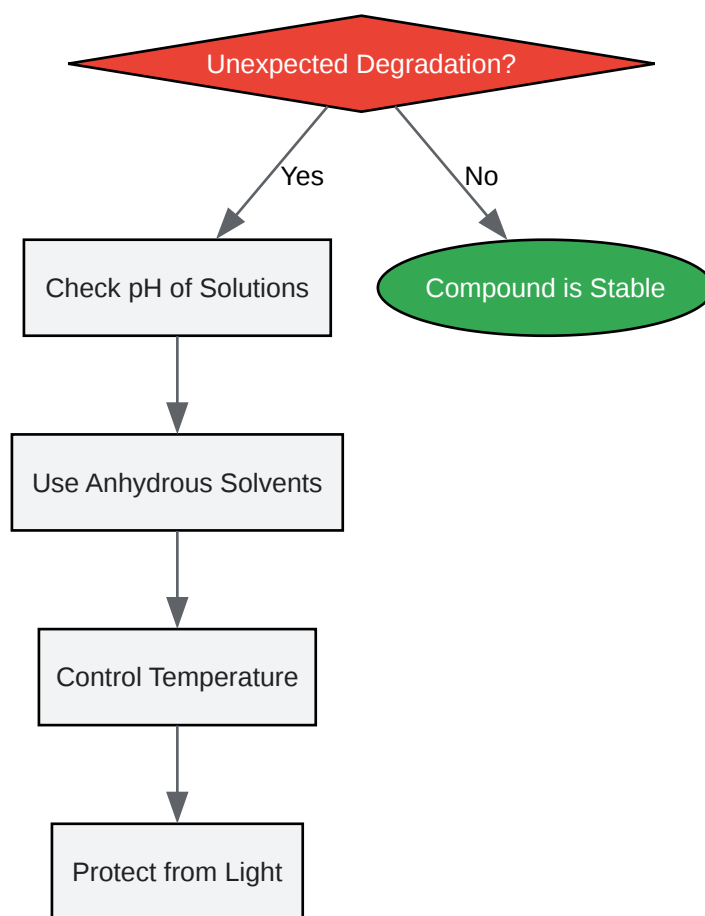 Unexpected Degradation?
Yes
No
Check pH of Solutions
Compound is Stable
Use Anhydrous Solvents
Control Temperature
Protect from Light